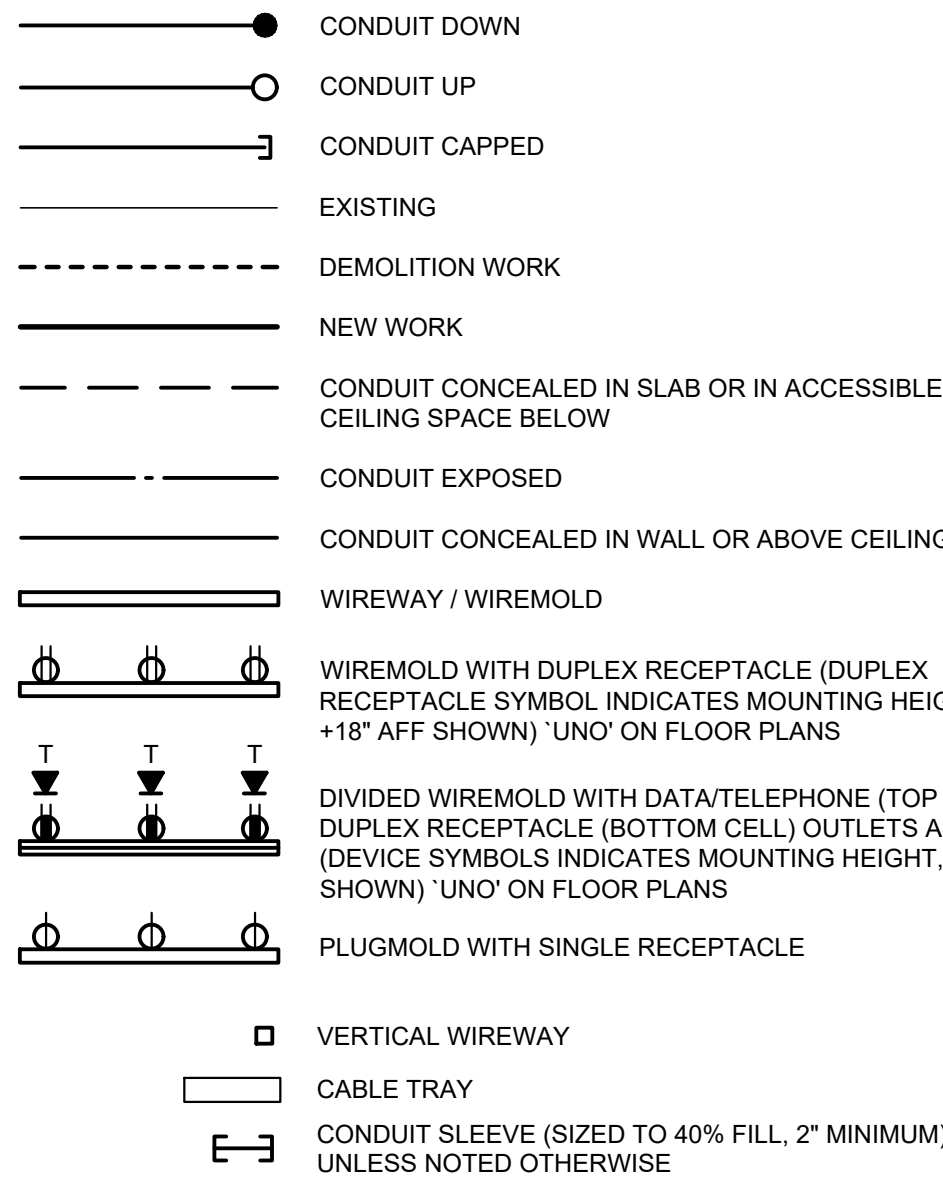 CONDUIT DOWN
CONDUIT UP
CONDUIT CAPPED
EXISTING
DEMOLITION WORK
NEW WORK
CONDUIT CONCEALED IN SLAB OR IN ACCESSIBLE
CEILING SPACE BELOW
CONDUIT EXPOSED
CONDUIT CONCEALED IN WALL OR ABOVE CEILING
WIREWAY / WIREMOLD
WIREMOLD WITH DUPLEX RECEPTACLE (DUPLEX
RECEPTACLE SYMBOL INDICATES MOUNTING
+18" AFF SHOWN) `UNO' ON FLOOR PLANS
T T T
DIVIDED WIREMOLD WITH DATA/TELEPHONE (TOP
DUPLEX RECEPTACLE (BOTTOM CELL) OUTLETS
(DEVICE SYMBOLS INDICATES MOUNTING HEIGHT,
SHOWN) `UNO' ON FLOOR PLANS
PLUGMOLD WITH SINGLE RECEPTACLE
VERTICAL WIREWAY
CABLE TRAY
CONDUIT SLEEVE (SIZED TO 40% FILL, 2" MINIMUM)
UNLESS NOTED OTHERWISE